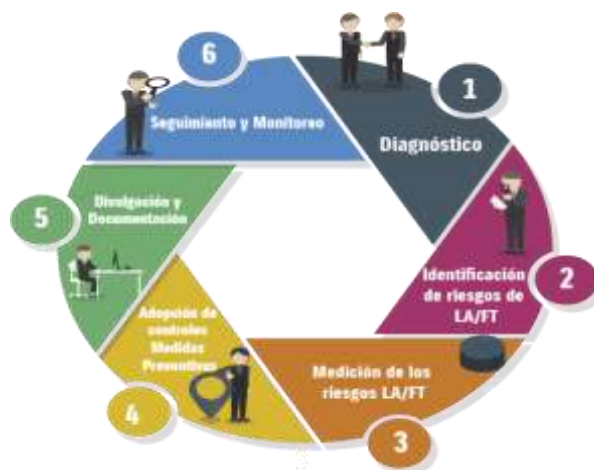 1
Diagnóstico
2
Identificación
de riesgos de
LA/FT
3
Medición de los
riesgos LA/FT
4
Adopción de
controles
Medidas
Preventivas
5
Divulgación y
Documentación
6
Seguimiento y Monitoreo